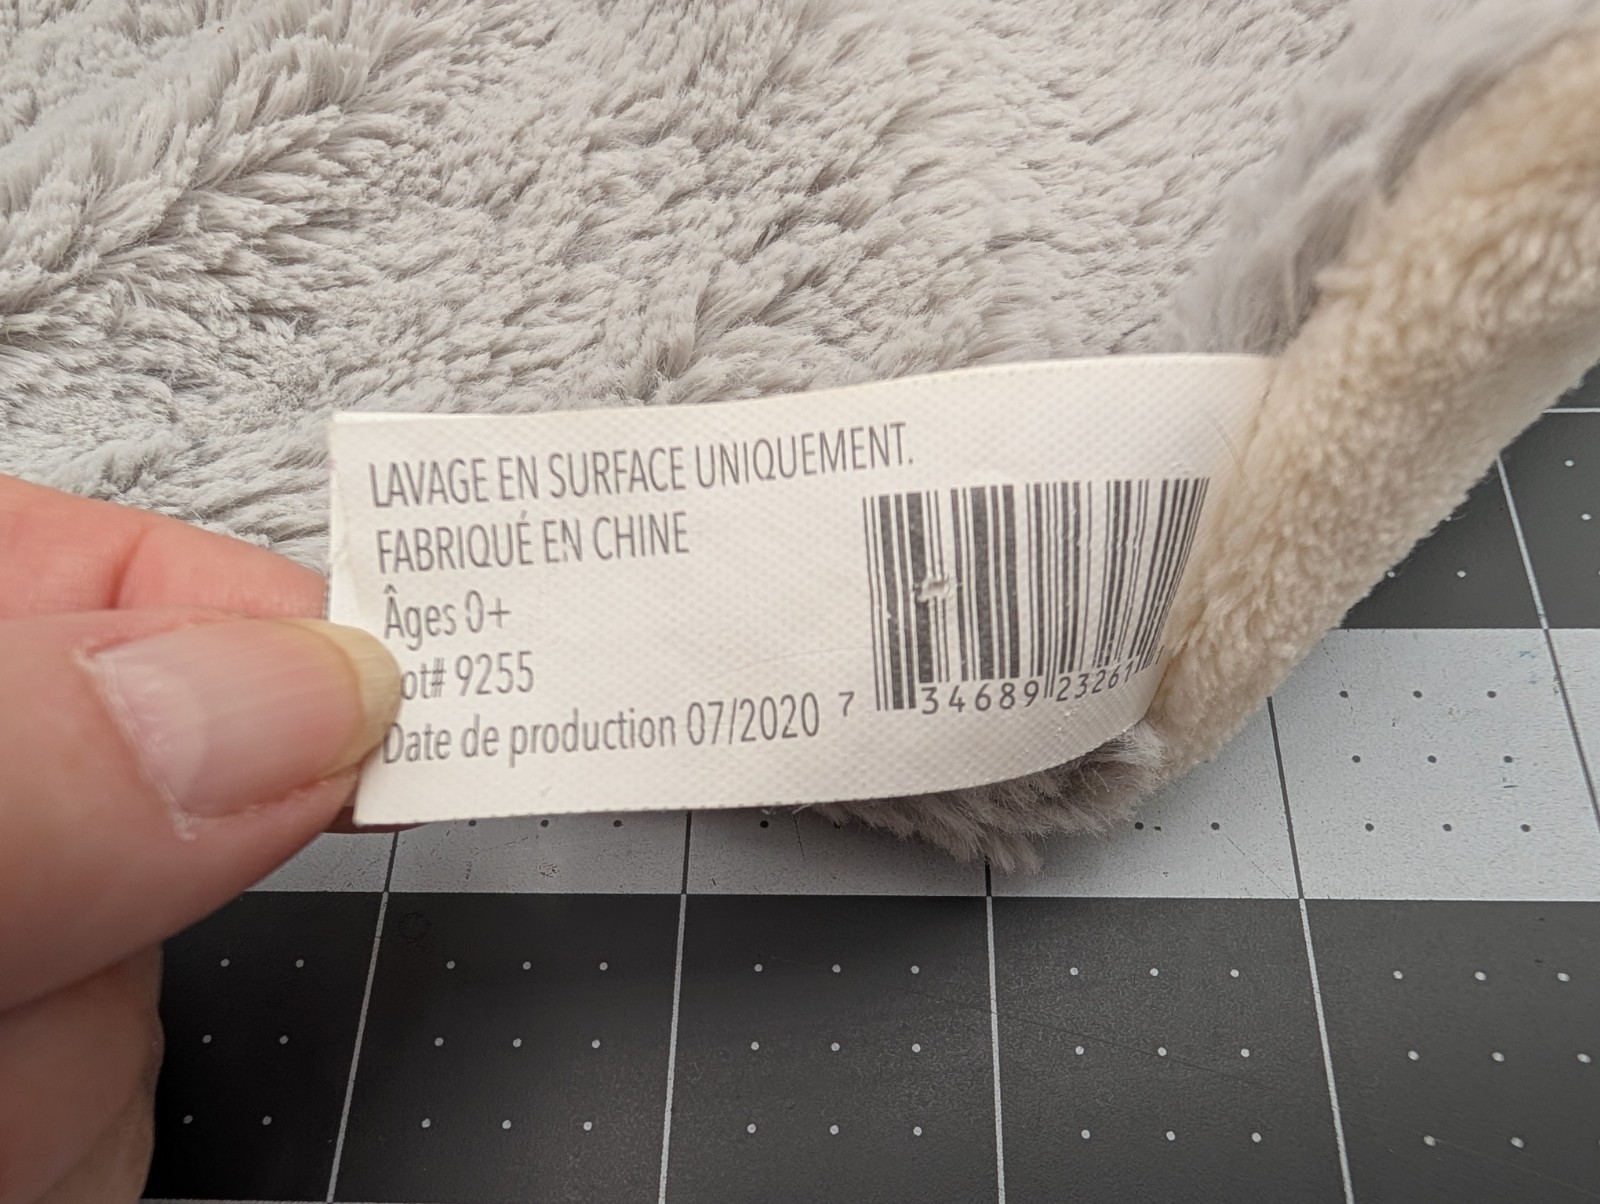 LAVAGE EN SURFACE UNIQUEMENT.
FABRIQUÉ EN CHINE
Âges 0+
ot# 9255
Date de production 07/2020
7 34689 23261 1